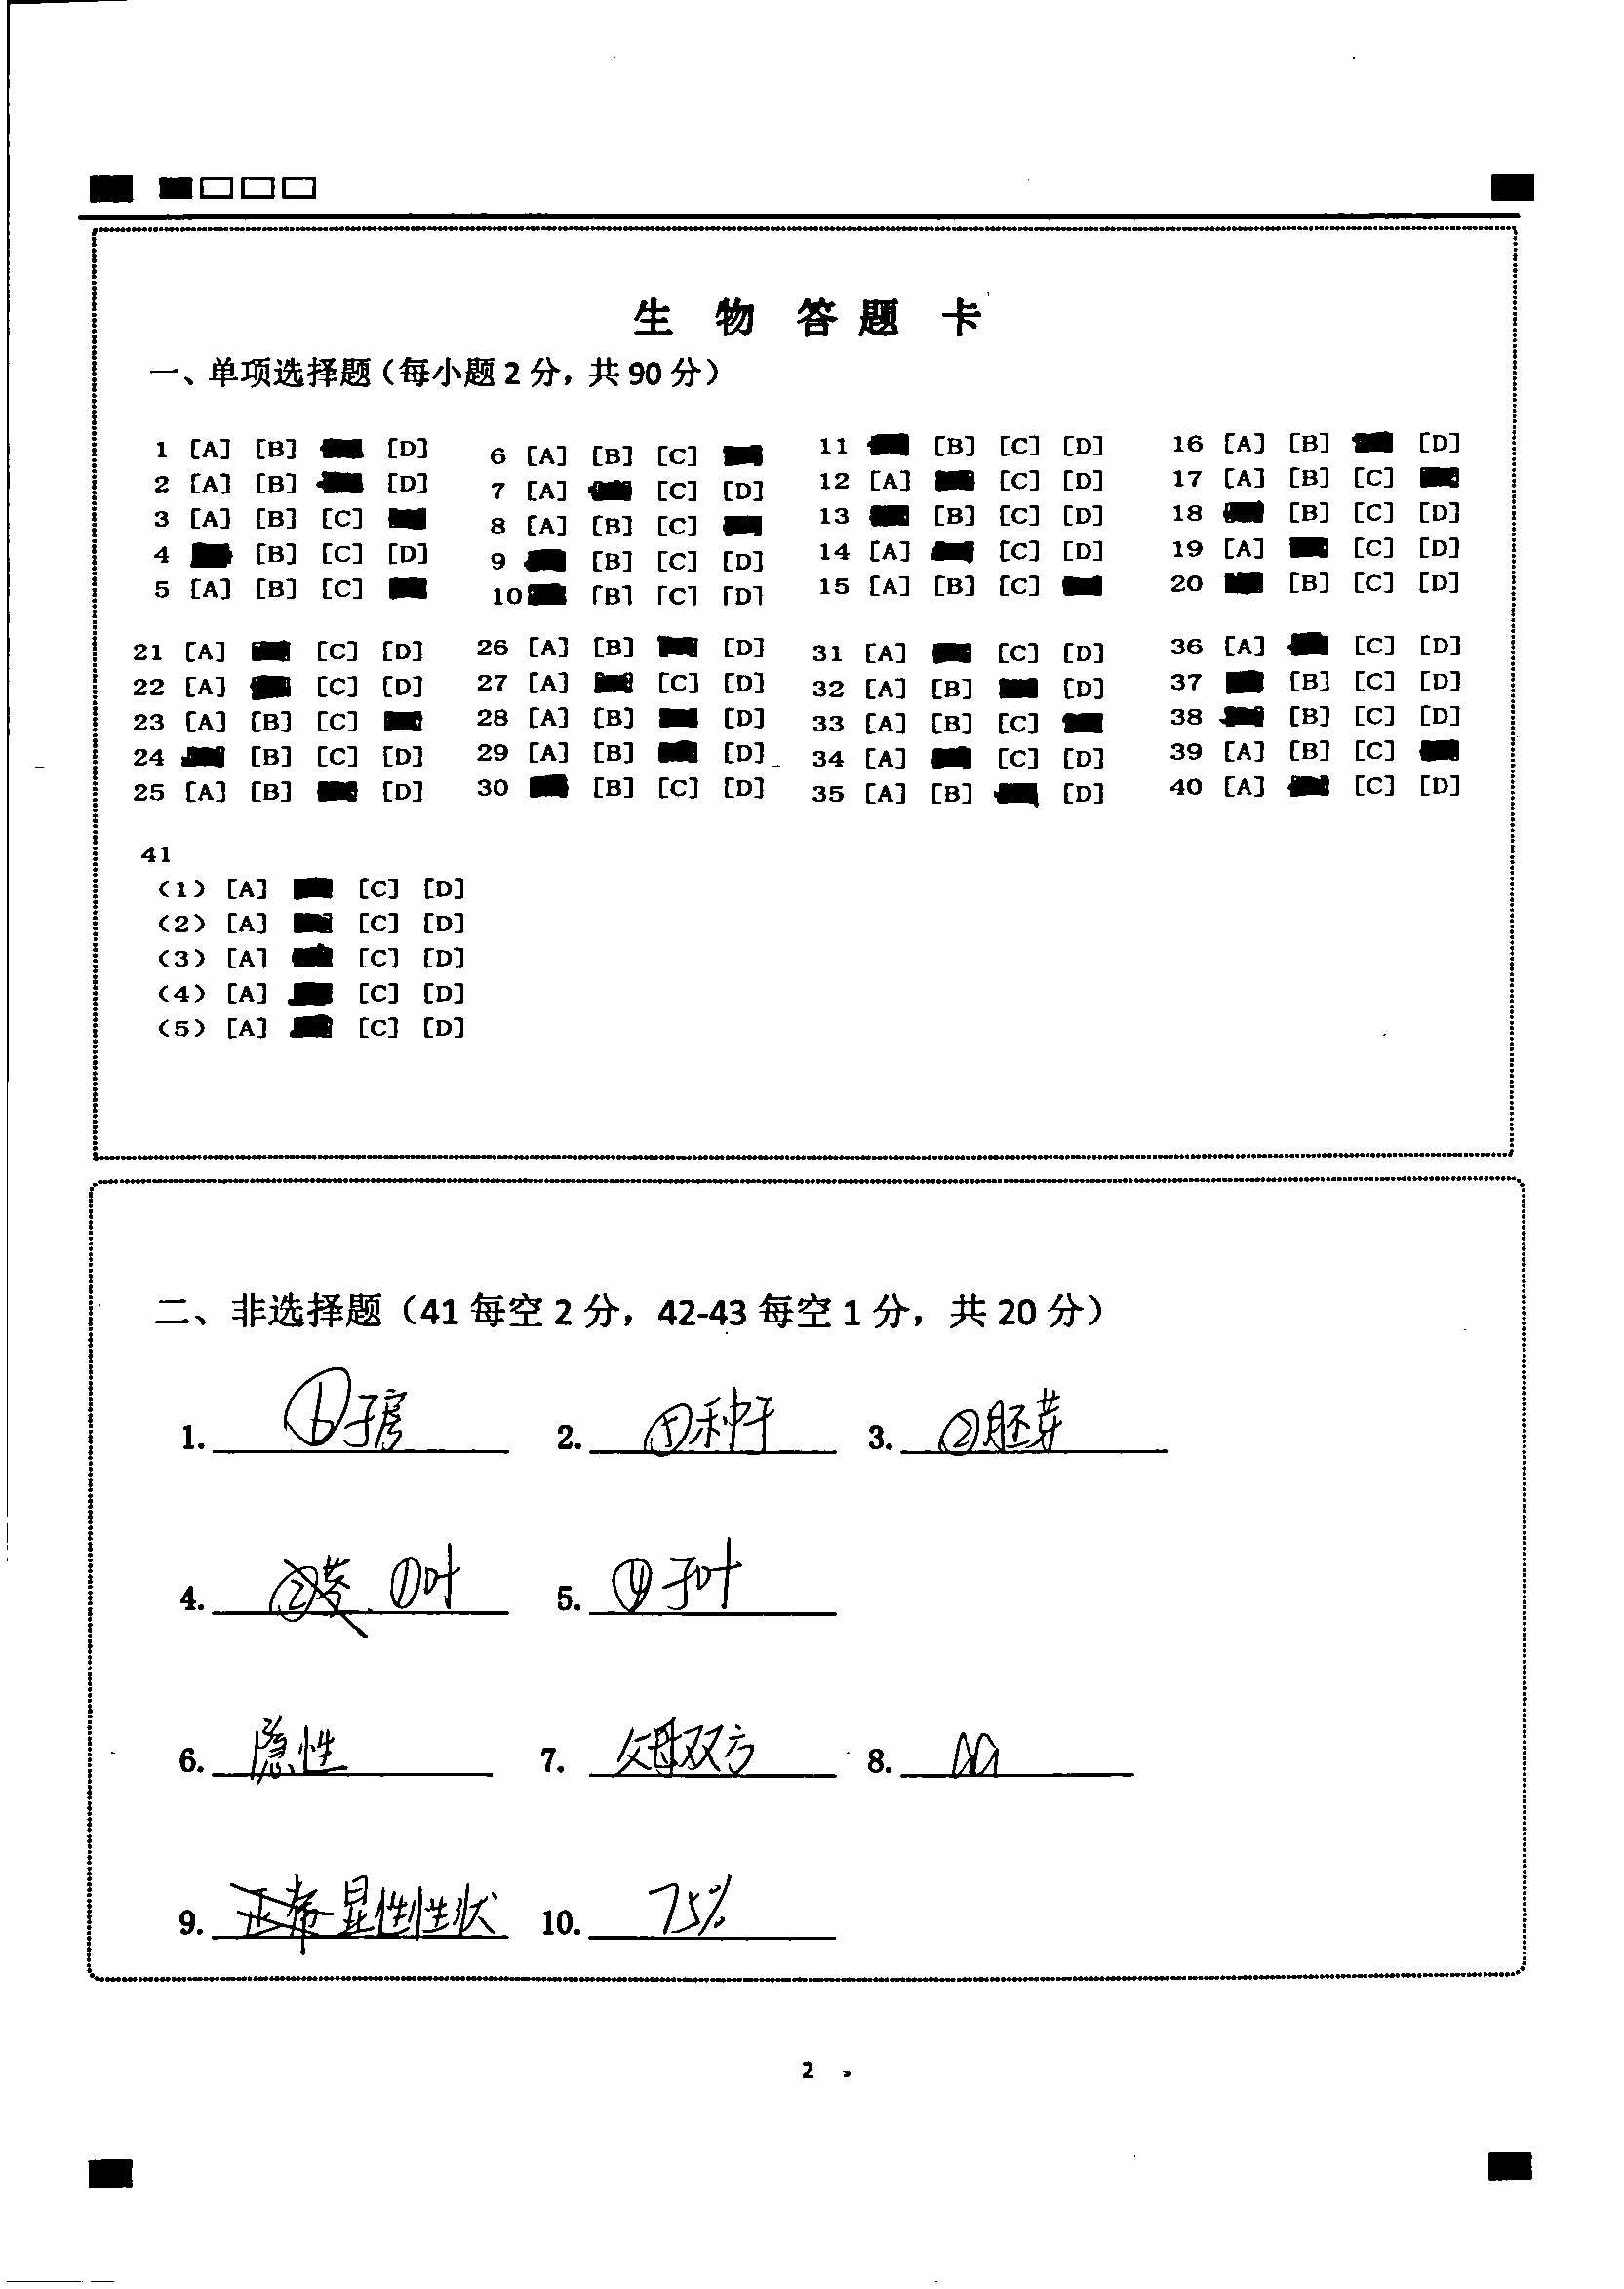 生 物 答 题 卡
一、单项选择题（每小题 2 分，共 90 分）
1 [A] [B] [D] 6 [A] [B] [C] 11 [B] [C] [D] 16 [A] [B] [D]
2 [A] [B] [D] 7 [A] [C] [D] 12 [A] [C] [D] 17 [A] [B] [C]
3 [A] [B] [C] 8 [A] [B] [C] 13 [B] [C] [D] 18 [B] [C] [D]
4 [B] [C] [D] 9 [B] [C] [D] 14 [A] [C] [D] 19 [A] [C] [D]
5 [A] [B] [C] 10 [B] [C] [D] 15 [A] [B] [C] 20 [B] [C] [D]
21 [A] [C] [D] 26 [A] [B] [D] 31 [A] [C] [D] 36 [A] [C] [D]
22 [A] [C] [D] 27 [A] [C] [D] 32 [A] [B] [D] 37 [B] [C] [D]
23 [A] [B] [C] 28 [A] [B] [D] 33 [A] [B] [C] 38 [B] [C] [D]
24 [B] [C] [D] 29 [A] [B] [D] 34 [A] [C] [D] 39 [A] [B] [C]
25 [A] [B] [D] 30 [B] [C] [D] 35 [A] [B] [D] 40 [A] [C] [D]
41
(1) [A] [C] [D]
(2) [A] [C] [D]
(3) [A] [C] [D]
(4) [A] [C] [D]
(5) [A] [C] [D]
二、非选择题（41 每空 2 分，42-43 每空 1 分，共 20 分）
1. ⑥子房 2. ⑤种子 3. ②胚芽
4. ①叶 5. ④子叶
6. 隐性 7. 父母双方 8. aa
9. 正常 显性性状 10. 75%
2